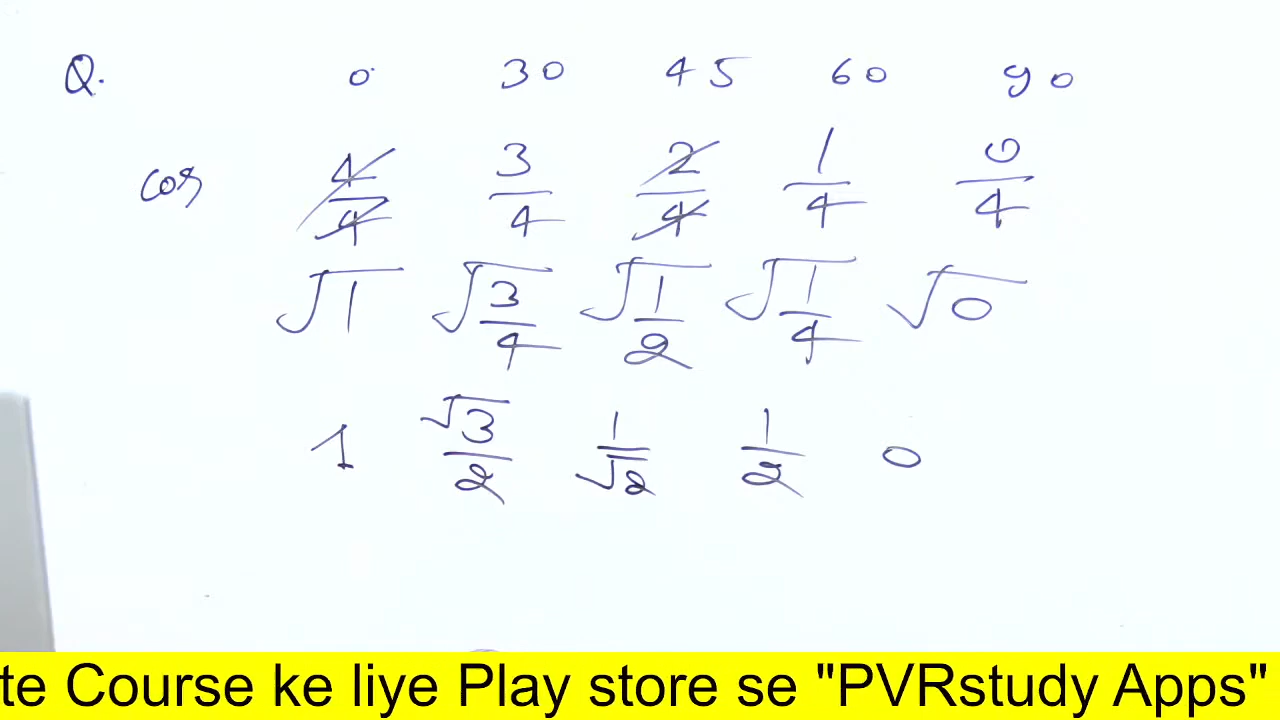 Q. 0 30 45 60 90
cos 4/4 3/4 2/4 1/4 0/4
√1 √3/4 √1/2 √1/4 √0
1 √3/2 1/√2 1/2 0
te Course ke liye Play store se "PVRstudy Apps"